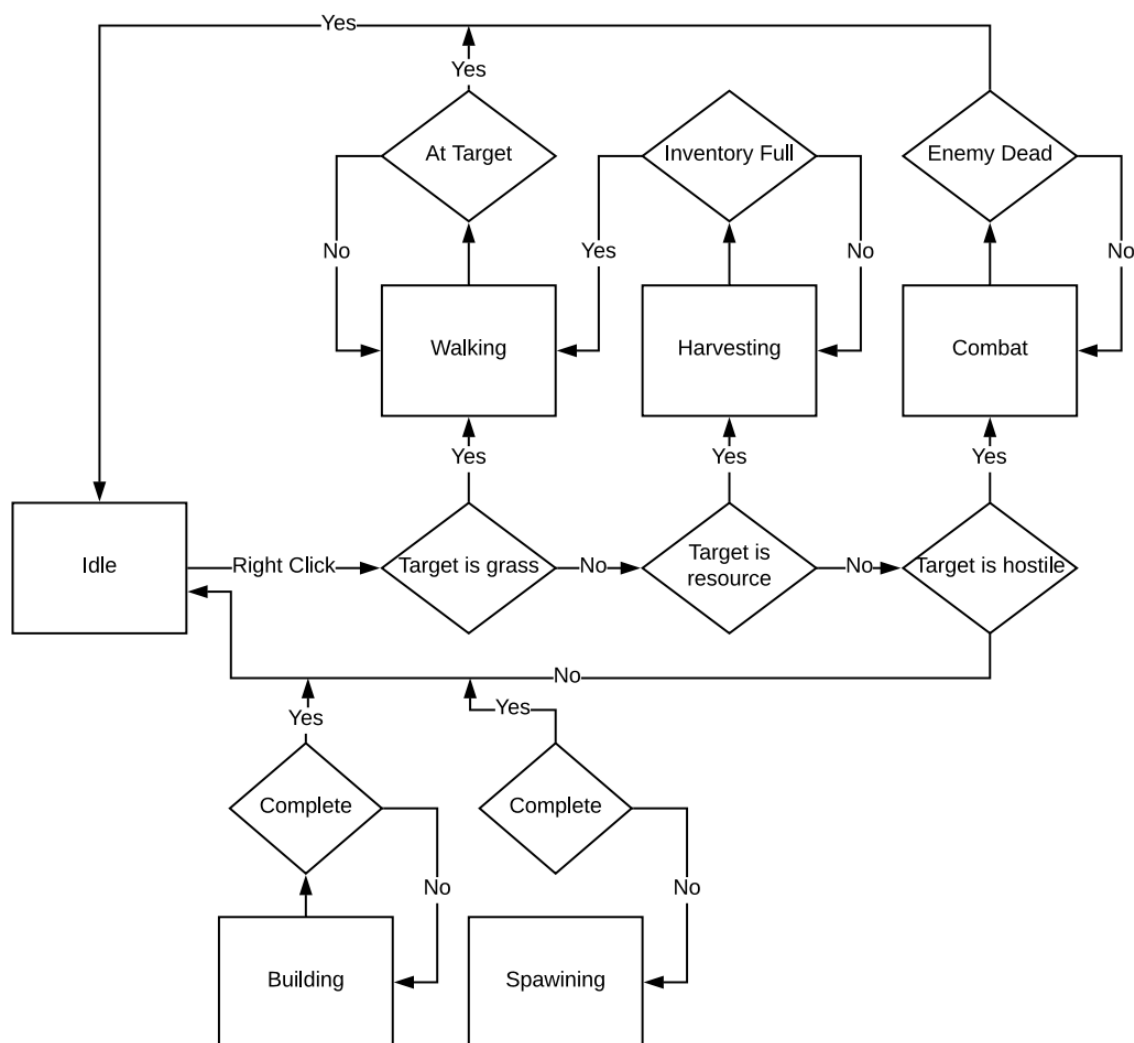 Yes
Yes
At Target
Inventory Full
Enemy Dead
No
Yes
No
No
Walking
Harvesting
Combat
Yes
Yes
Yes
Idle
Right Click
Target is grass
No
Target is
resource
No
Target is hostile
No
Yes
Yes
Complete
Complete
No
No
Building
Spawining